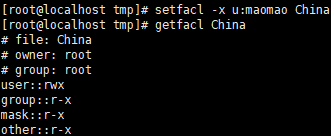 [root@localhost tmp]# setfacl -x u:maomao China
[root@localhost tmp]# getfacl China
# file: China
# owner: root
# group: root
user::rwx
group::r-x
mask::r-x
other::r-x